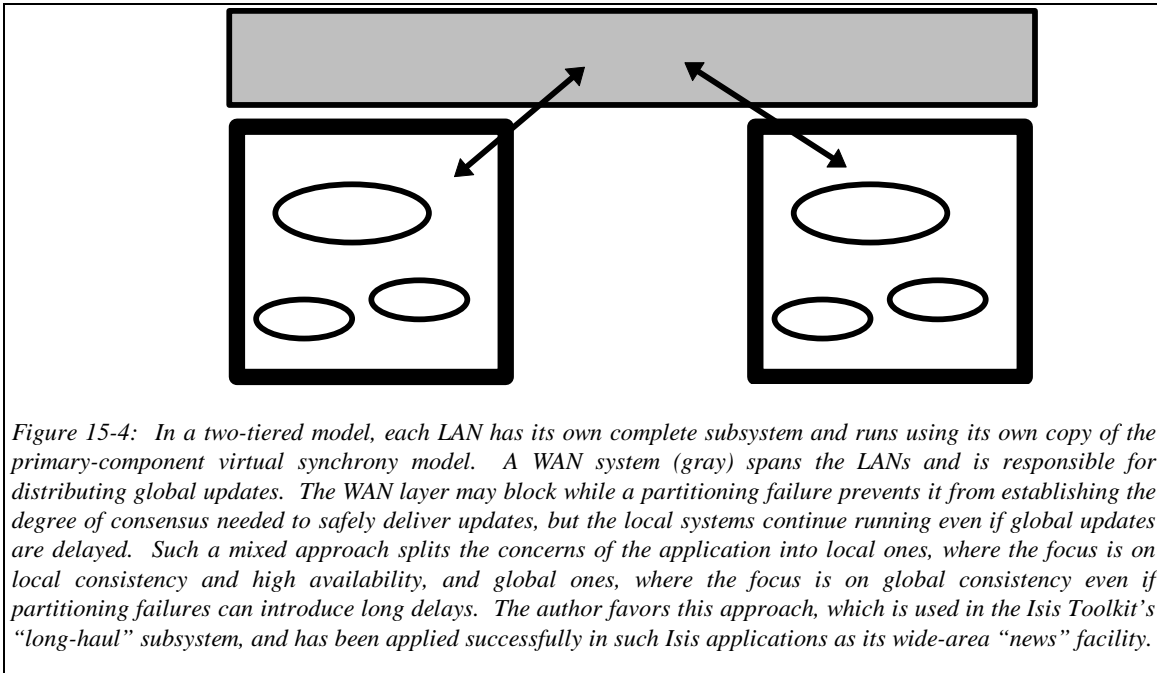 Figure 15-4: In a two-tiered model, each LAN has its own complete subsystem and runs using its own copy of the
primary-component virtual synchrony model. A WAN system (gray) spans the LANs and is responsible for
distributing global updates. The WAN layer may block while a partitioning failure prevents it from establishing the
degree of consensus needed to safely deliver updates, but the local systems continue running even if global updates
are delayed. Such a mixed approach splits the concerns of the application into local ones, where the focus is on
local consistency and high availability, and global ones, where the focus is on global consistency even if
partitioning failures can introduce long delays. The author favors this approach, which is used in the Isis Toolkit’s
“long-haul” subsystem, and has been applied successfully in such Isis applications as its wide-area “news” facility.